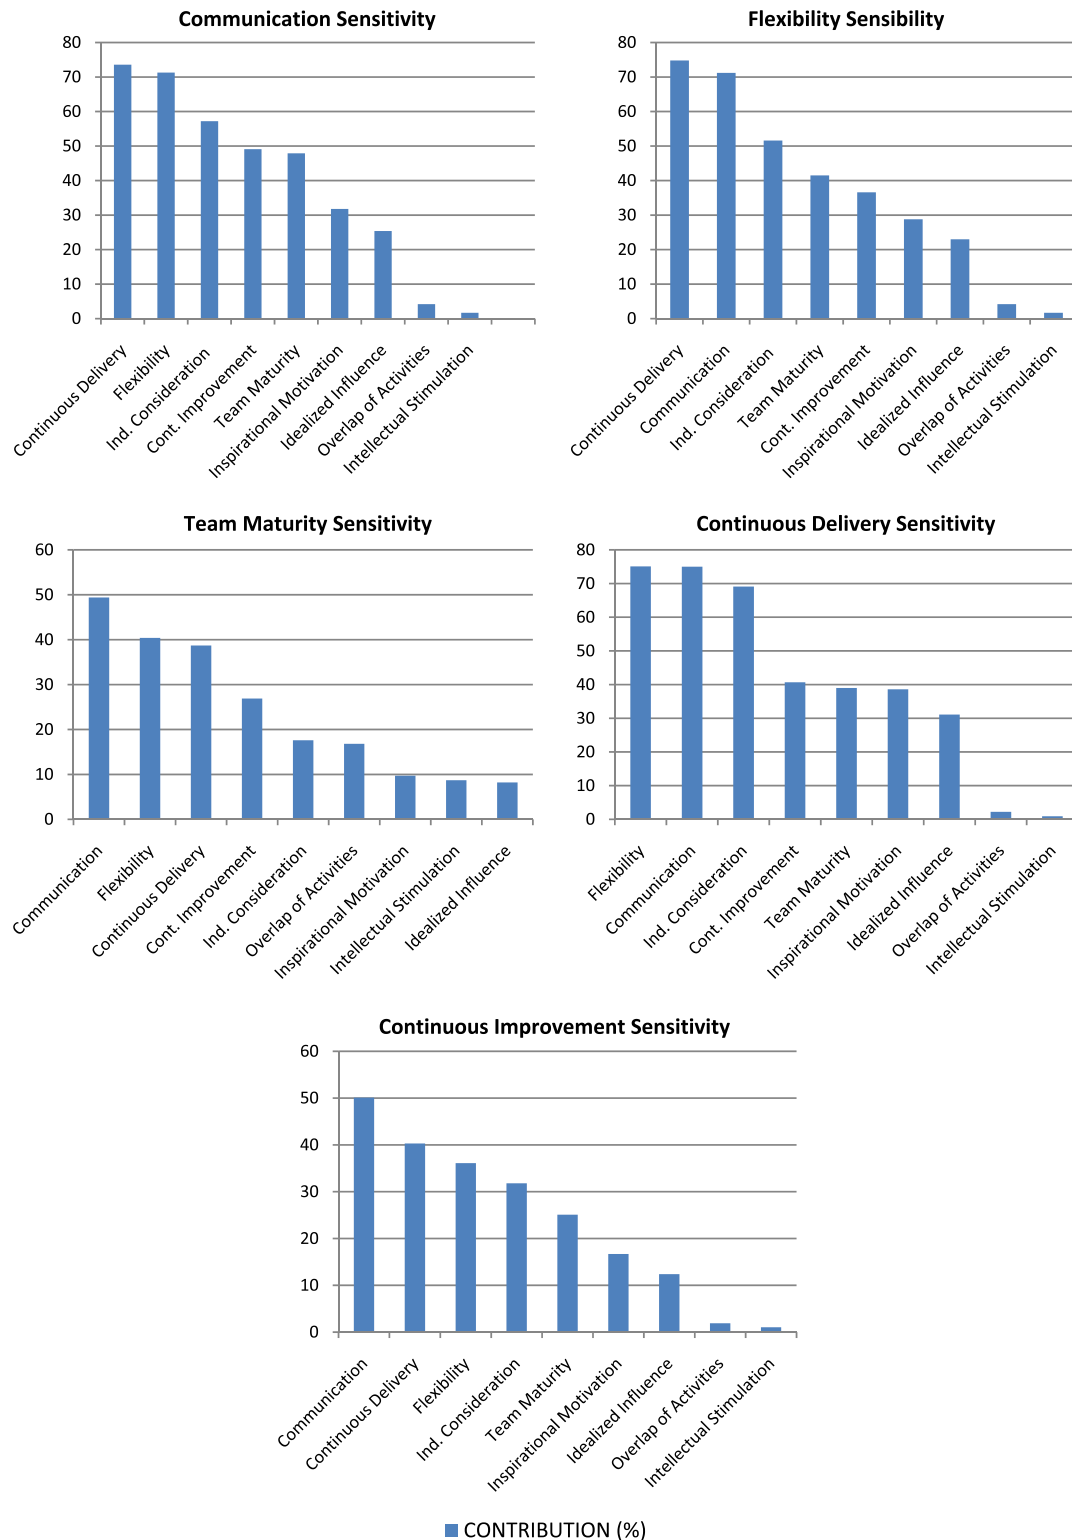 Communication Sensitivity
80
70
60
50
40
30
20
10
0
Continuous Delivery
Flexibility
Ind. Consideration
Cont. Improvement
Team Maturity
Inspirational Motivation
Idealized Influence
Overlap of Activities
Intellectual Stimulation
Flexibility Sensibility
80
70
60
50
40
30
20
10
0
Continuous Delivery
Communication
Ind. Consideration
Team Maturity
Cont. Improvement
Inspirational Motivation
Idealized Influence
Overlap of Activities
Intellectual Stimulation
Team Maturity Sensitivity
60
50
40
30
20
10
0
Communication
Flexibility
Continuous Delivery
Cont. Improvement
Ind. Consideration
Overlap of Activities
Inspirational Motivation
Intellectual Stimulation
Idealized Influence
Continuous Delivery Sensitivity
80
70
60
50
40
30
20
10
0
Flexibility
Communication
Ind. Consideration
Cont. Improvement
Team Maturity
Inspirational Motivation
Idealized Influence
Overlap of Activities
Intellectual Stimulation
Continuous Improvement Sensitivity
60
50
40
30
20
10
0
Communication
Continuous Delivery
Flexibility
Ind. Consideration
Team Maturity
Inspirational Motivation
Idealized Influence
Overlap of Activities
Intellectual Stimulation
CONTRIBUTION (%)